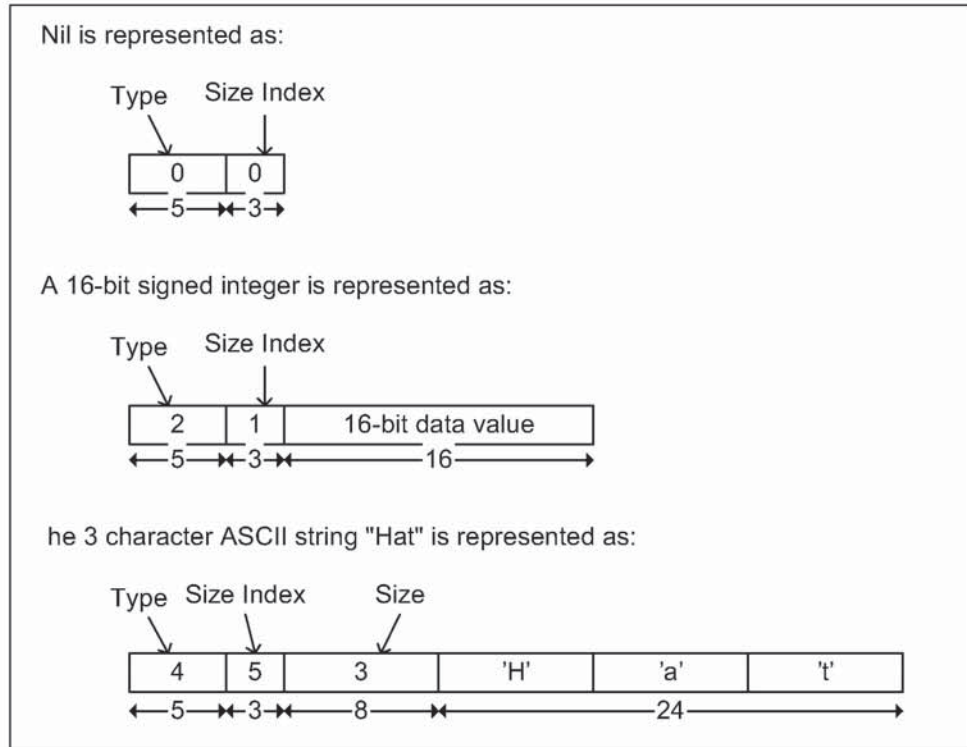 Nil is represented as:
Type Size Index
0 0
5 3
A 16-bit signed integer is represented as:
Type Size Index
2 1 16-bit data value
5 3 16
he 3 character ASCII string "Hat" is represented as:
Type Size Index Size
4 5 3 'H' 'a' 't'
5 3 8 24